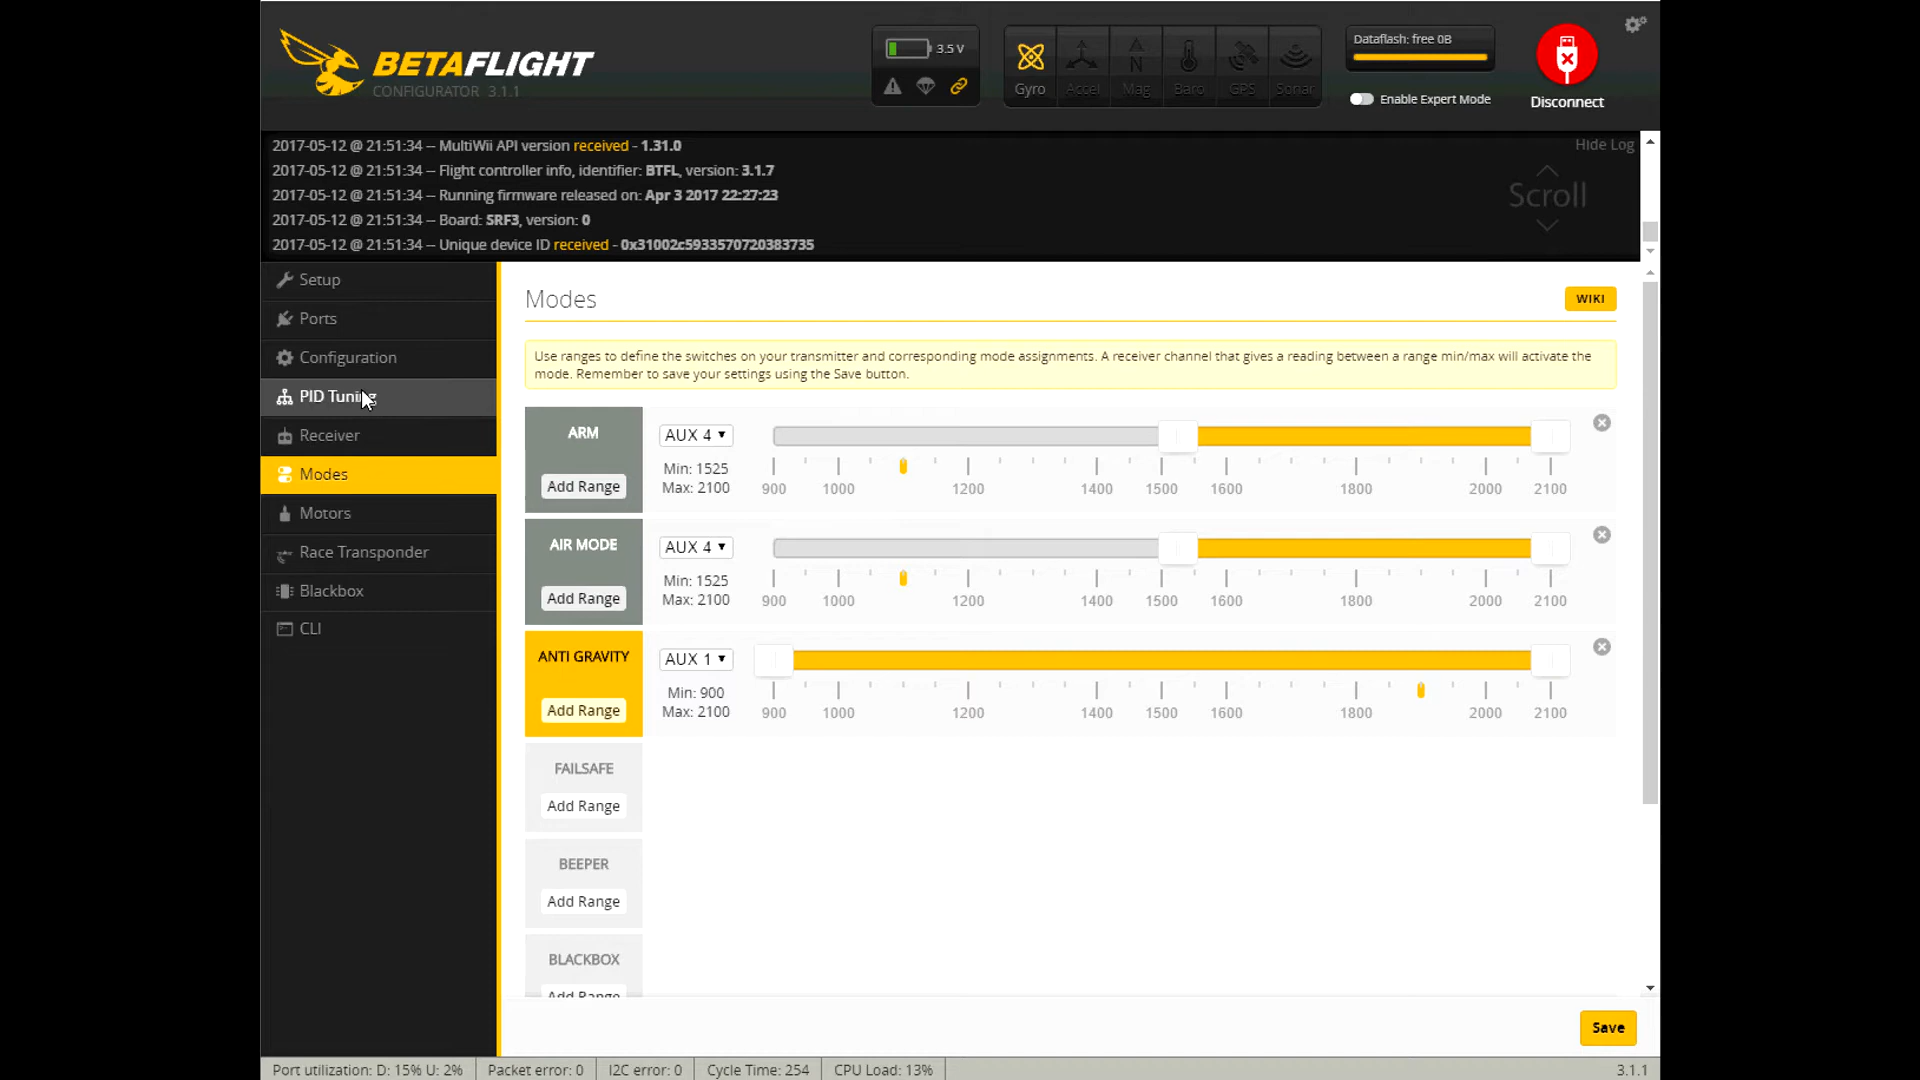 BETAFLIGHT
CONFIGURATOR 3.1.1
3.5 V
Gyro Accel Mag Baro GPS Sonar
Dataflash: free 0B
Enable Expert Mode
Disconnect
2017-05-12 @ 21:51:34 -- MultiWii API version received - 1.31.0
2017-05-12 @ 21:51:34 -- Flight controller info, identifier: BTFL, version: 3.1.7
2017-05-12 @ 21:51:34 -- Running firmware released on: Apr 3 2017 22:27:23
2017-05-12 @ 21:51:34 -- Board: SRF3, version: 0
2017-05-12 @ 21:51:34 -- Unique device ID received - 0x31002c5933570720383735
Hide Log
Scroll
Setup
Ports
Configuration
PID Tuning
Receiver
Modes
Motors
Race Transponder
Blackbox
CLI
Modes
WIKI
Use ranges to define the switches on your transmitter and corresponding mode assignments. A receiver channel that gives a reading between a range min/max will activate the
mode. Remember to save your settings using the Save button.
ARM
Add Range
AUX 4
Min: 1525
Max: 2100
900 1000 1200 1400 1500 1600 1800 2000 2100
AIR MODE
Add Range
AUX 4
Min: 1525
Max: 2100
900 1000 1200 1400 1500 1600 1800 2000 2100
ANTI GRAVITY
Add Range
AUX 1
Min: 900
Max: 2100
900 1000 1200 1400 1500 1600 1800 2000 2100
FAILSAFE
Add Range
BEEPER
Add Range
BLACKBOX
Add Range
Save
Port utilization: D: 15% U: 2% Packet error: 0 I2C error: 0 Cycle Time: 254 CPU Load: 13% 3.1.1